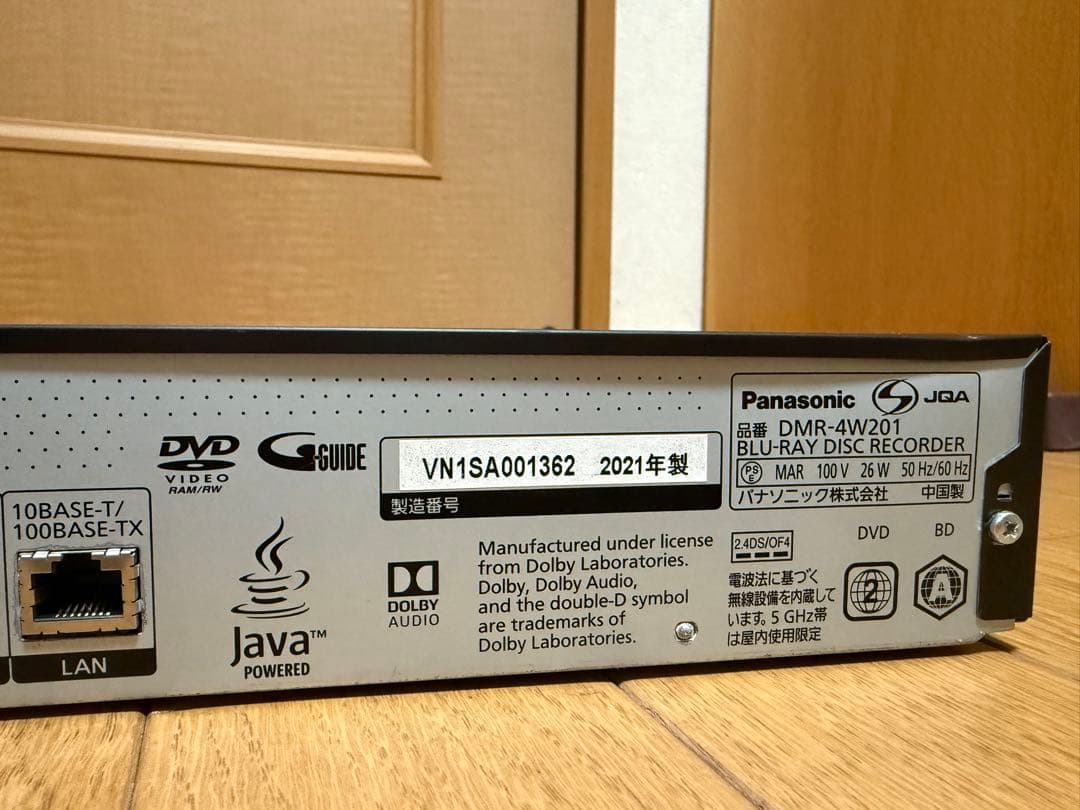 10BASE-T/
100BASE-TX
LAN
DVD
VIDEO
RAM/RW
G-GUIDE
Java™
POWERED
VN1SA001362 2021年製
製造番号
DOLBY
AUDIO
Manufactured under license
from Dolby Laboratories.
Dolby, Dolby Audio,
and the double-D symbol
are trademarks of
Dolby Laboratories.
Panasonic JQA
品番 DMR-4W201
BLU-RAY DISC RECORDER
PSE MAR 100 V 26 W 50 Hz/60 Hz
パナソニック株式会社 中国製
2.4DS/OF4
電波法に基づく
無線設備を内蔵して
います。5 GHz帯
は屋内使用限定
DVD
2
BD
A